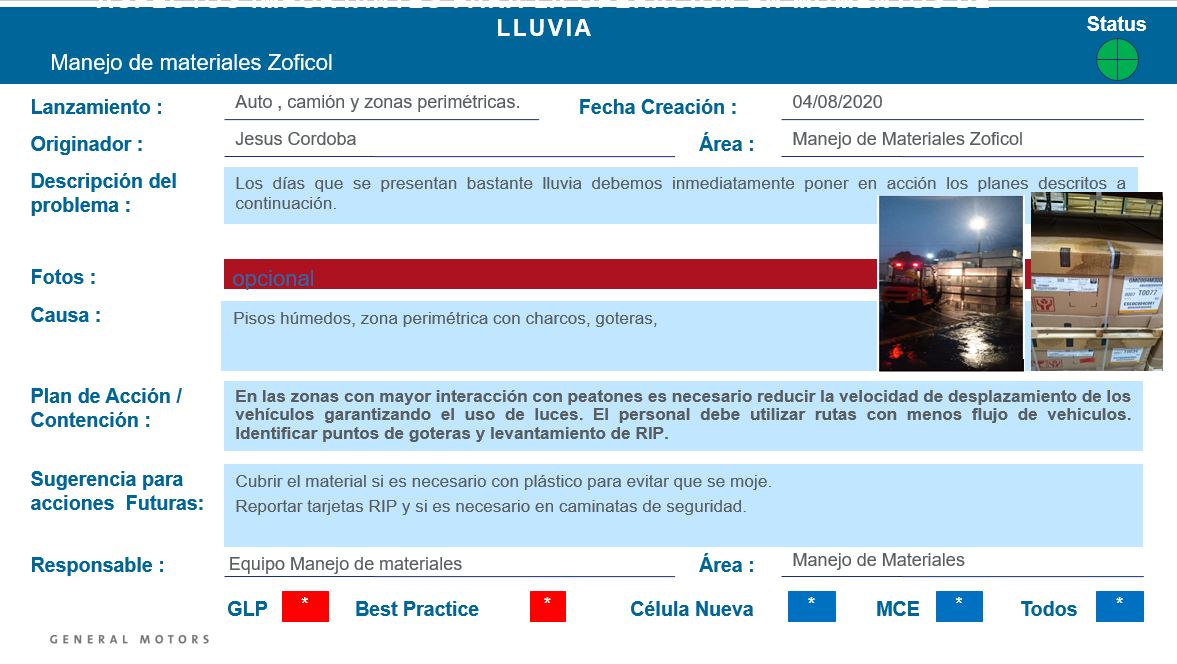 LLUVIA
Status
Manejo de materiales Zoficol
Lanzamiento :
Auto , camión y zonas perimétricas.
Fecha Creación :
04/08/2020
Originador :
Jesus Cordoba
Área :
Manejo de Materiales Zoficol
Descripción del
problema :
Los días que se presentan bastante lluvia debemos inmediatamente poner en acción los planes descritos a
continuación.
Fotos :
opcional
Causa :
Pisos húmedos, zona perimétrica con charcos, goteras,
Plan de Acción /
Contención :
En las zonas con mayor interacción con peatones es necesario reducir la velocidad de desplazamiento de los
vehículos garantizando el uso de luces. El personal debe utilizar rutas con menos flujo de vehiculos.
Identificar puntos de goteras y levantamiento de RIP.
Sugerencia para
acciones Futuras:
Cubrir el material si es necesario con plástico para evitar que se moje.
Reportar tarjetas RIP y si es necesario en caminatas de seguridad.
Responsable :
Equipo Manejo de materiales
Área :
Manejo de Materiales
GLP
*
Best Practice
*
Célula Nueva
*
MCE
*
Todos
*
GENERAL MOTORS